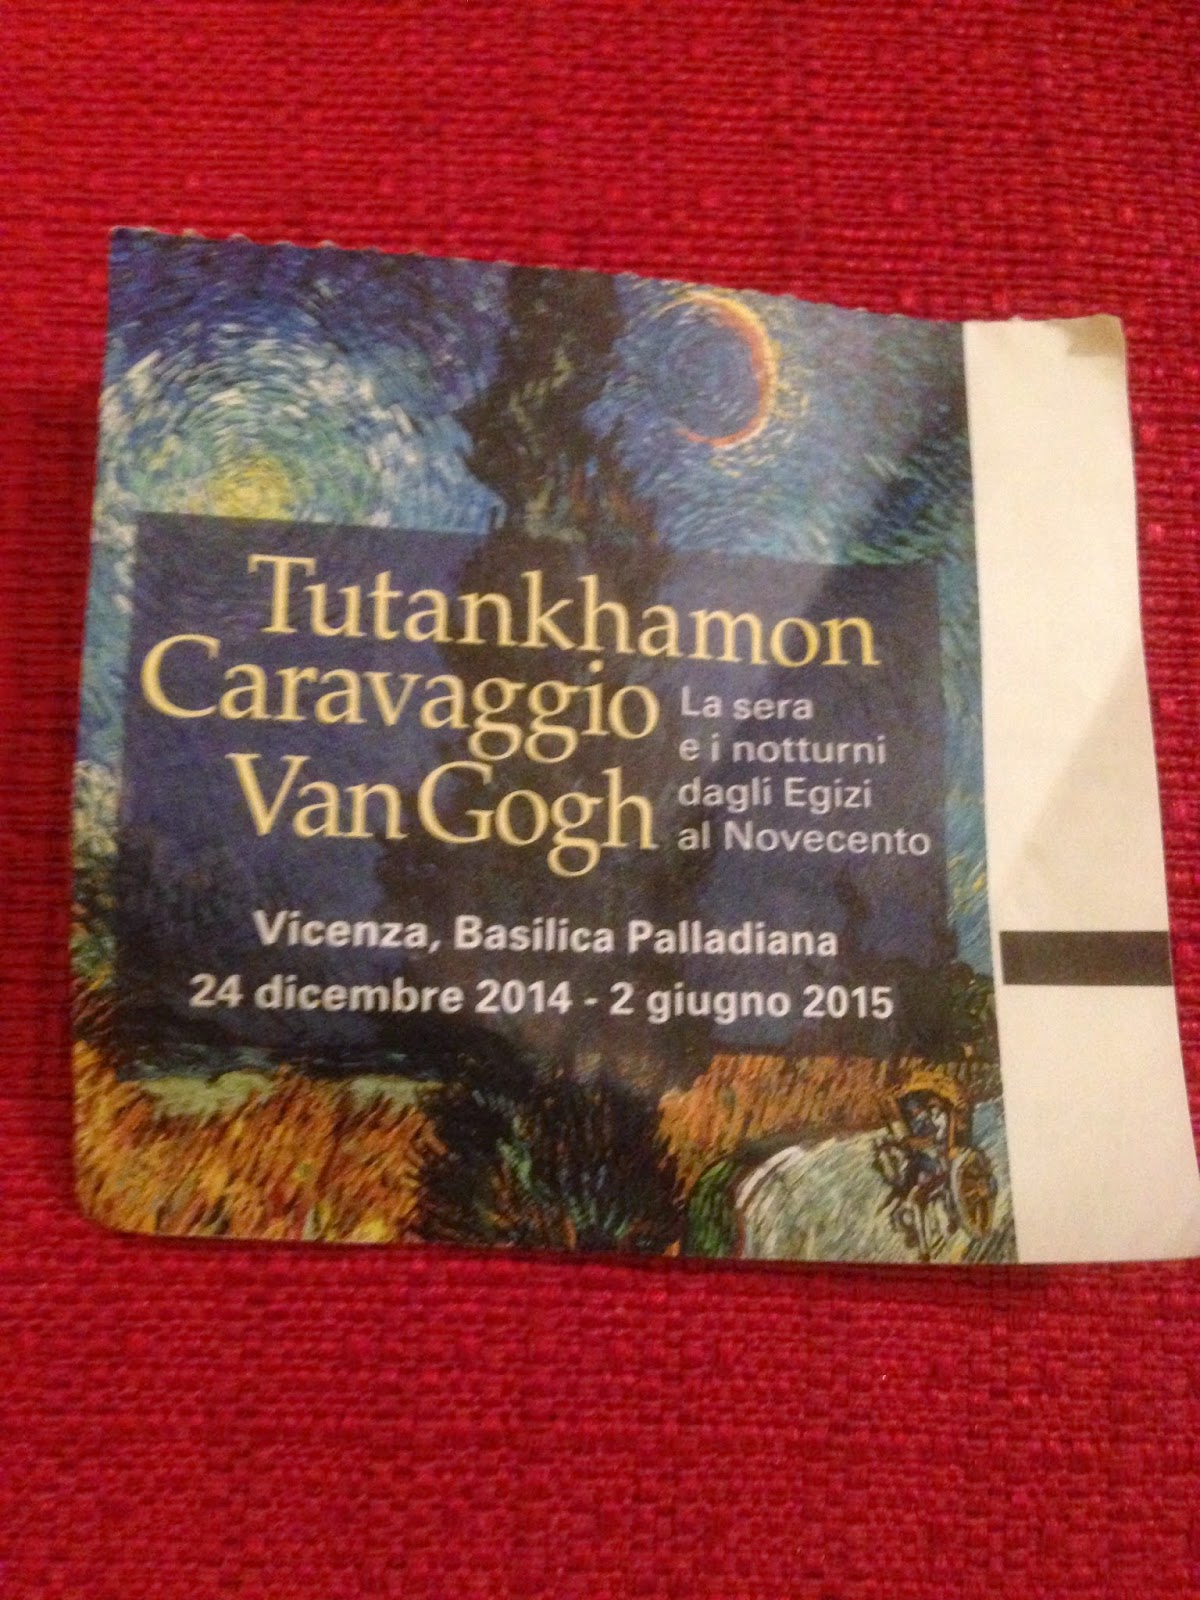 Tutankhamon
Caravaggio
Van Gogh
La sera
e i notturni
dagli Egizi
al Novecento
Vicenza, Basilica Palladiana
24 dicembre 2014 - 2 giugno 2015